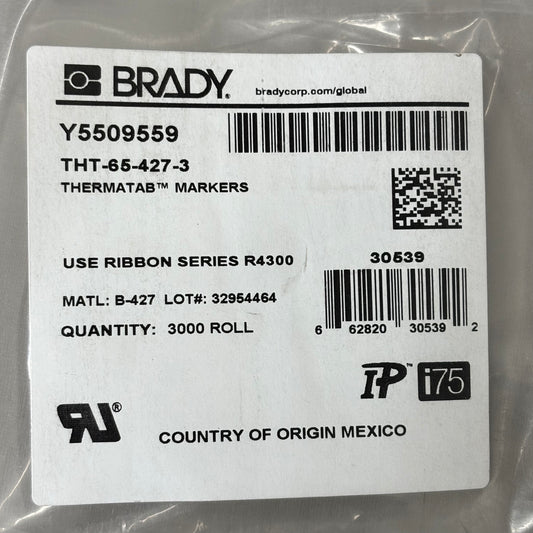 BRADY.
bradycorp.com/global
Y5509559
THT-65-427-3
THERMATAB™ MARKERS
USE RIBBON SERIES R4300
30539
MATL: B-427 LOT#: 32954464
QUANTITY: 3000 ROLL
6 62820 30539 2
IP™ i75
RU®
COUNTRY OF ORIGIN MEXICO